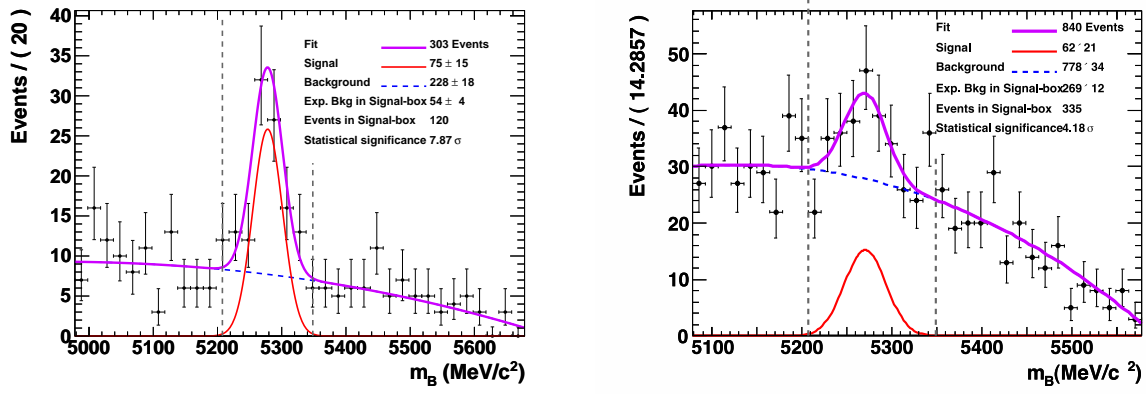 Events / ( 20 )
40
35
30
25
20
15
10
5
0
Fit 303 Events
Signal 75 ± 15
Background 228 ± 18
Exp. Bkg in Signal-box 54 ± 4
Events in Signal-box 120
Statistical significance 7.87 σ
5000 5100 5200 5300 5400 5500 5600
m_B (MeV/c²)
Events / ( 14.2857 )
50
40
30
20
10
0
Fit 840 Events
Signal 62 ´ 21
Background 778 ´ 34
Exp. Bkg in Signal-box 269 ´ 12
Events in Signal-box 335
Statistical significance 4.18 σ
5100 5200 5300 5400 5500
m_B(MeV/c ²)